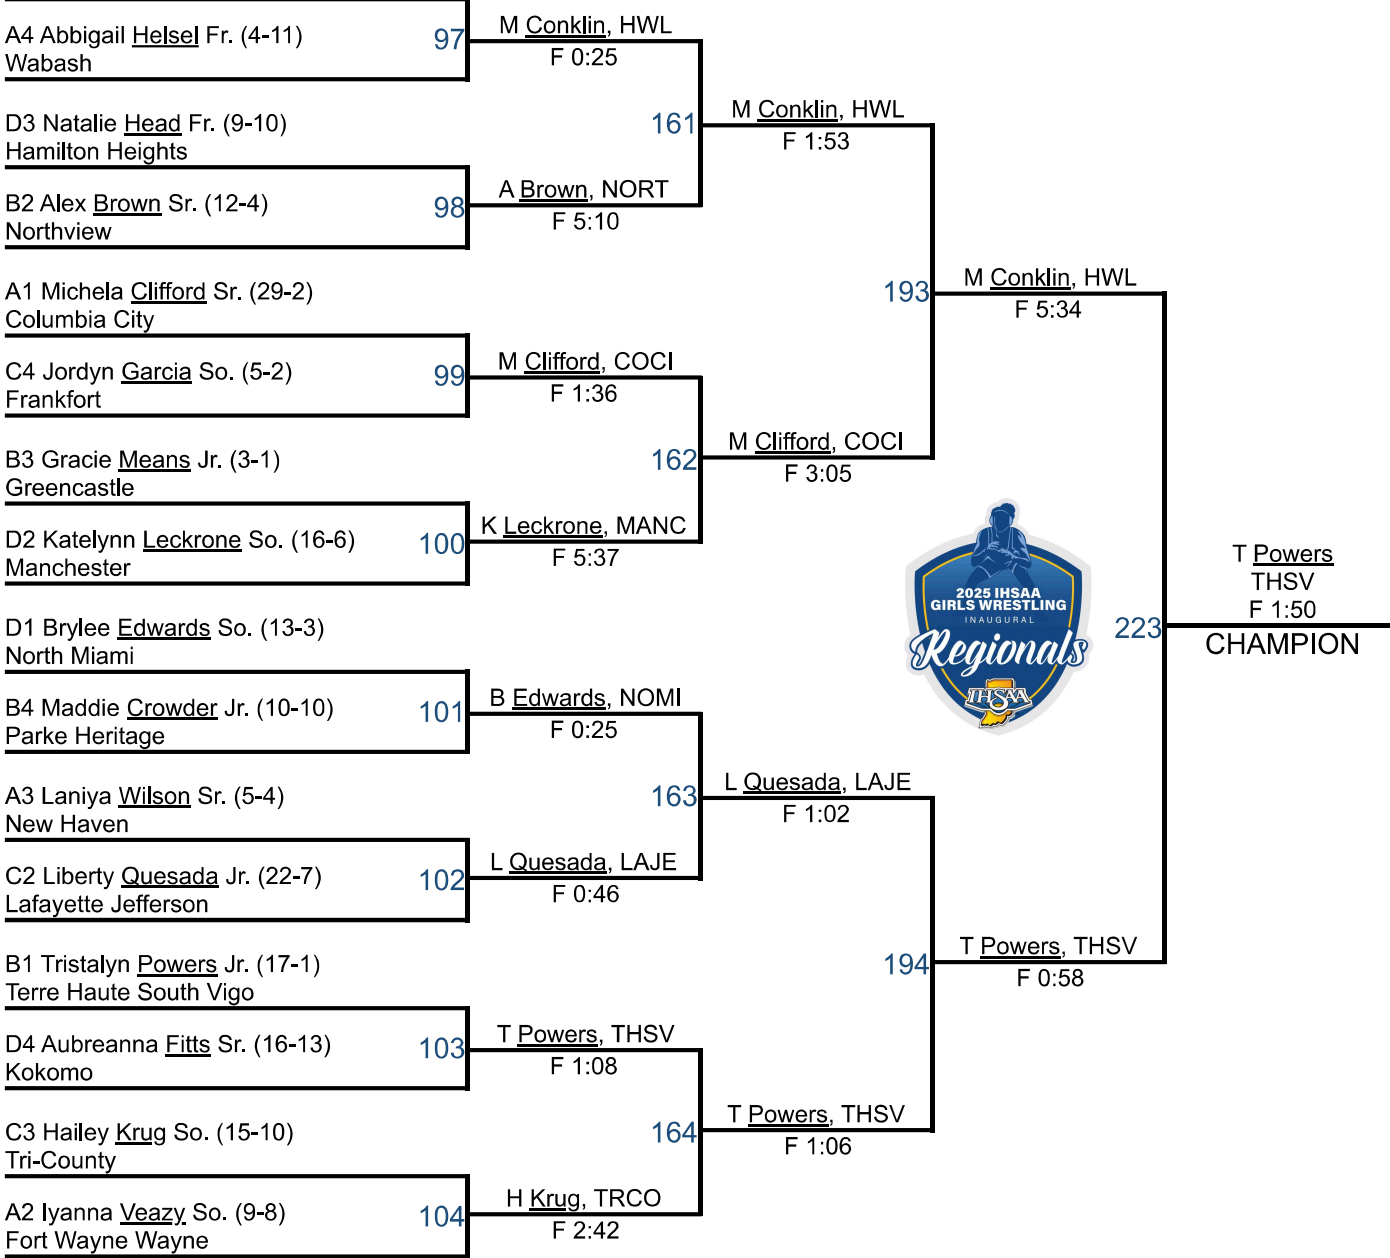 A4 Abbigail Helsel Fr. (4-11)
Wabash
97
D3 Natalie Head Fr. (9-10)
Hamilton Heights
B2 Alex Brown Sr. (12-4)
Northview
98
A1 Michela Clifford Sr. (29-2)
Columbia City
C4 Jordyn Garcia So. (5-2)
Frankfort
99
B3 Gracie Means Jr. (3-1)
Greencastle
D2 Katelynn Leckrone So. (16-6)
Manchester
100
D1 Brylee Edwards So. (13-3)
North Miami
B4 Maddie Crowder Jr. (10-10)
Parke Heritage
101
A3 Laniya Wilson Sr. (5-4)
New Haven
C2 Liberty Quesada Jr. (22-7)
Lafayette Jefferson
102
B1 Tristalyn Powers Jr. (17-1)
Terre Haute South Vigo
D4 Aubreanna Fitts Sr. (16-13)
Kokomo
103
C3 Hailey Krug So. (15-10)
Tri-County
A2 Iyanna Veazy So. (9-8)
Fort Wayne Wayne
104
M Conklin, HWL
F 0:25
161
A Brown, NORT
F 5:10
M Clifford, COCI
F 1:36
162
K Leckrone, MANC
F 5:37
B Edwards, NOMI
F 0:25
163
L Quesada, LAJE
F 0:46
T Powers, THSV
F 1:08
164
H Krug, TRCO
F 2:42
M Conklin, HWL
F 1:53
193
M Clifford, COCI
F 3:05
L Quesada, LAJE
F 1:02
194
T Powers, THSV
F 1:06
M Conklin, HWL
F 5:34
2025 IHSAA
GIRLS WRESTLING
INAUGURAL
Regionals
IHSAA
223
T Powers, THSV
F 0:58
T Powers
THSV
F 1:50
CHAMPION